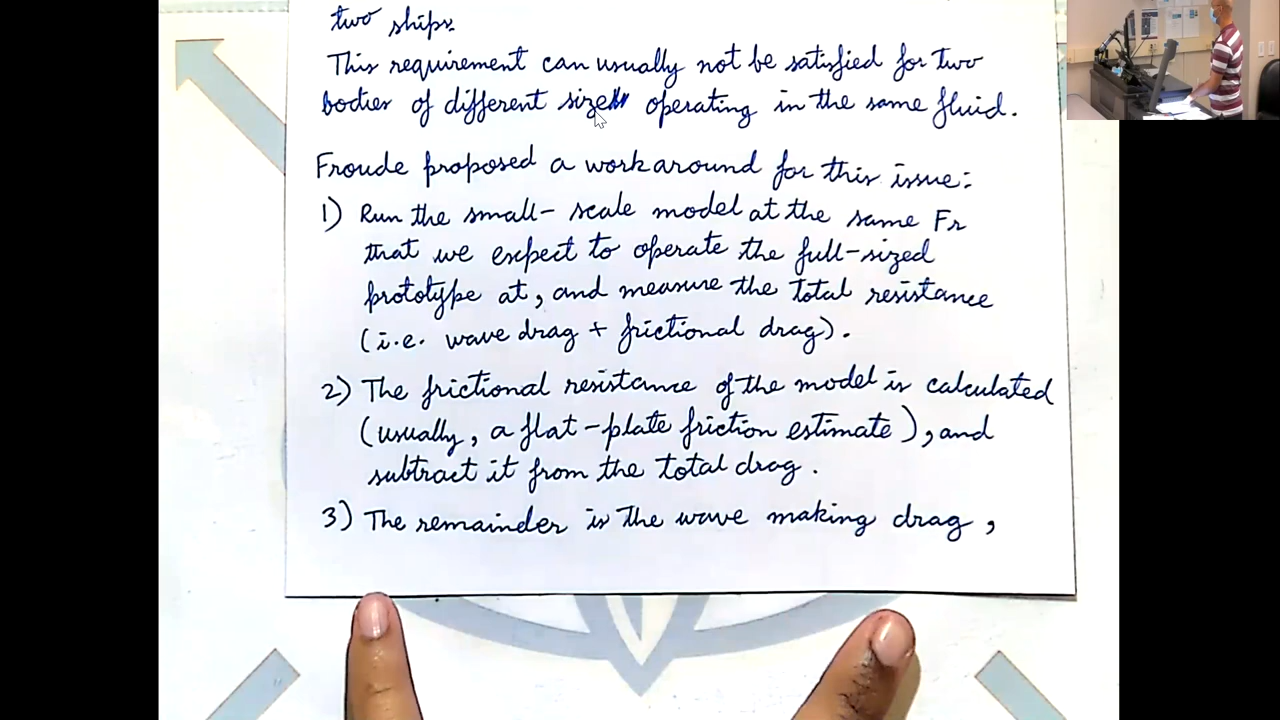 two ships.
This requirement can usually not be satisfied for two
bodies of different size operating in the same fluid.
Froude proposed a workaround for this issue:
1) Run the small-scale model at the same Fr
that we expect to operate the full-sized
prototype at, and measure the total resistance
(i.e. wave drag + frictional drag).
2) The frictional resistance of the model is calculated
(usually, a flat-plate friction estimate), and
subtract it from the total drag.
3) The remainder is the wave making drag,